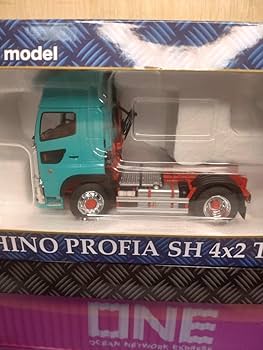 model
HINO PROFIA SH 4x2 T
ONE
OCEAN NETWORK EXPRESS